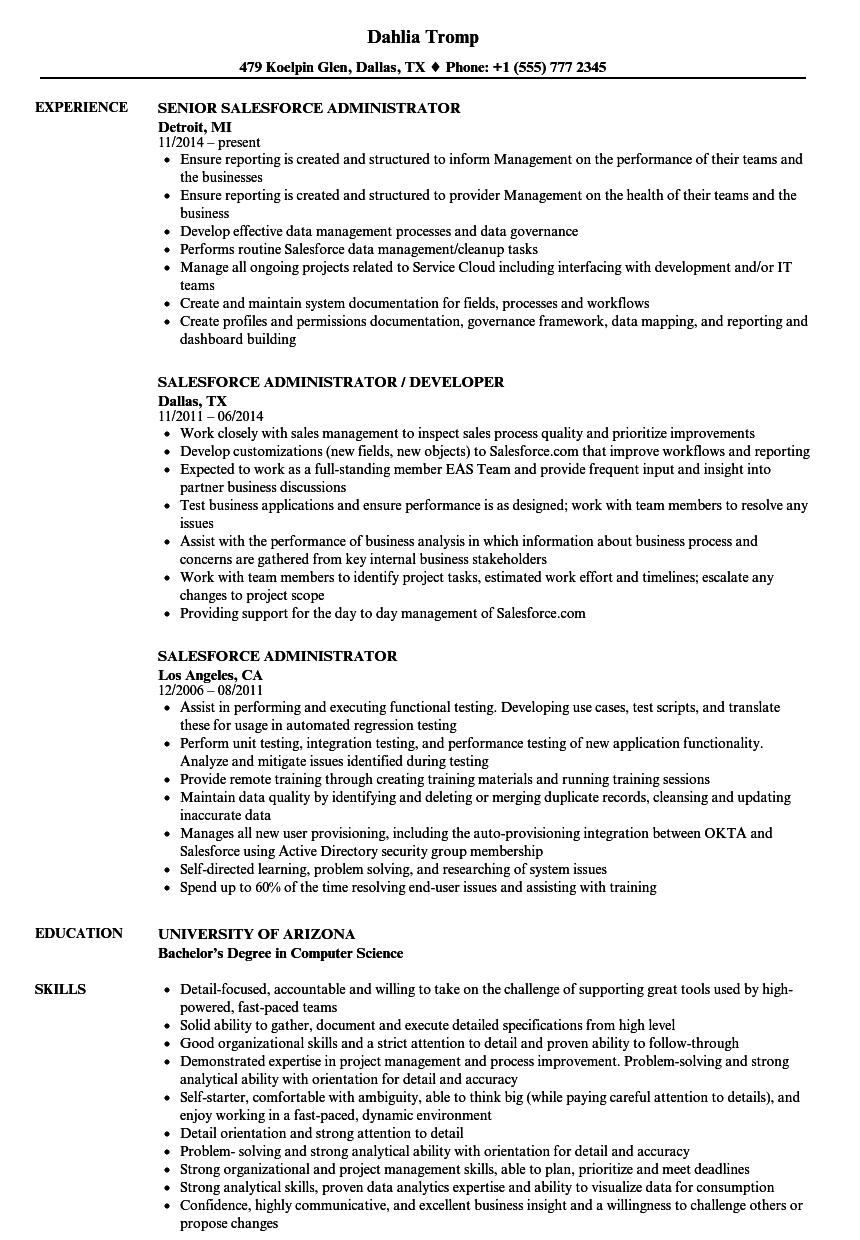 Dahlia Tromp
479 Koelpin Glen, Dallas, TX ♦ Phone: +1 (555) 777 2345
EXPERIENCE
SENIOR SALESFORCE ADMINISTRATOR
Detroit, MI
11/2014 – present
• Ensure reporting is created and structured to inform Management on the performance of their teams and
the businesses
• Ensure reporting is created and structured to provider Management on the health of their teams and the
business
• Develop effective data management processes and data governance
• Performs routine Salesforce data management/cleanup tasks
• Manage all ongoing projects related to Service Cloud including interfacing with development and/or IT
teams
• Create and maintain system documentation for fields, processes and workflows
• Create profiles and permissions documentation, governance framework, data mapping, and reporting and
dashboard building
SALESFORCE ADMINISTRATOR / DEVELOPER
Dallas, TX
11/2011 – 06/2014
• Work closely with sales management to inspect sales process quality and prioritize improvements
• Develop customizations (new fields, new objects) to Salesforce.com that improve workflows and reporting
• Expected to work as a full-standing member EAS Team and provide frequent input and insight into
partner business discussions
• Test business applications and ensure performance is as designed; work with team members to resolve any
issues
• Assist with the performance of business analysis in which information about business process and
concerns are gathered from key internal business stakeholders
• Work with team members to identify project tasks, estimated work effort and timelines; escalate any
changes to project scope
• Providing support for the day to day management of Salesforce.com
SALESFORCE ADMINISTRATOR
Los Angeles, CA
12/2006 – 08/2011
• Assist in performing and executing functional testing. Developing use cases, test scripts, and translate
these for usage in automated regression testing
• Perform unit testing, integration testing, and performance testing of new application functionality.
Analyze and mitigate issues identified during testing
• Provide remote training through creating training materials and running training sessions
• Maintain data quality by identifying and deleting or merging duplicate records, cleansing and updating
inaccurate data
• Manages all new user provisioning, including the auto-provisioning integration between OKTA and
Salesforce using Active Directory security group membership
• Self-directed learning, problem solving, and researching of system issues
• Spend up to 60% of the time resolving end-user issues and assisting with training
EDUCATION
UNIVERSITY OF ARIZONA
Bachelor's Degree in Computer Science
SKILLS
• Detail-focused, accountable and willing to take on the challenge of supporting great tools used by high-
powered, fast-paced teams
• Solid ability to gather, document and execute detailed specifications from high level
• Good organizational skills and a strict attention to detail and proven ability to follow-through
• Demonstrated expertise in project management and process improvement. Problem-solving and strong
analytical ability with orientation for detail and accuracy
• Self-starter, comfortable with ambiguity, able to think big (while paying careful attention to details), and
enjoy working in a fast-paced, dynamic environment
• Detail orientation and strong attention to detail
• Problem- solving and strong analytical ability with orientation for detail and accuracy
• Strong organizational and project management skills, able to plan, prioritize and meet deadlines
• Strong analytical skills, proven data analytics expertise and ability to visualize data for consumption
• Confidence, highly communicative, and excellent business insight and a willingness to challenge others or
propose changes